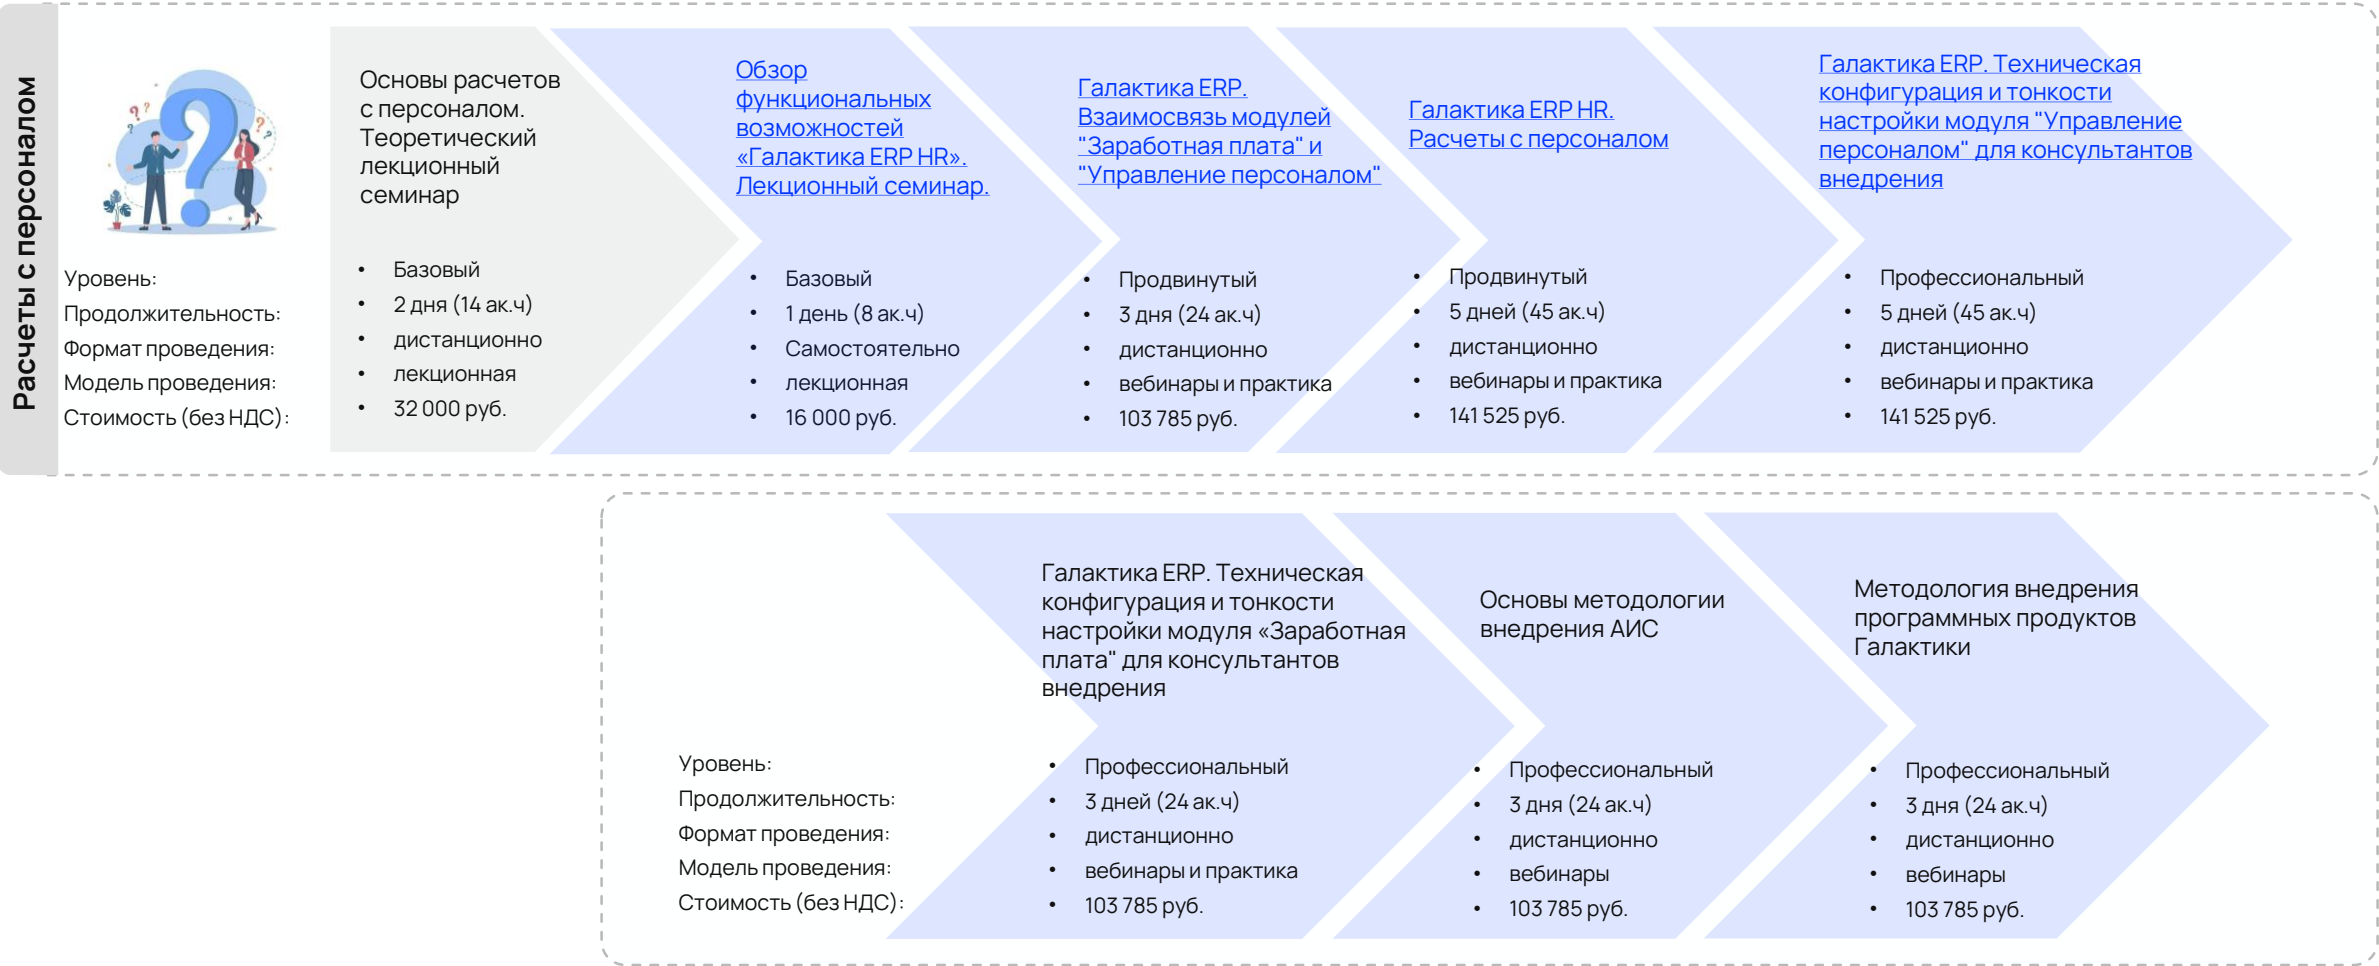 Расчеты с персоналом
Уровень:
Продолжительность:
Формат проведения:
Модель проведения:
Стоимость (без НДС):
Основы расчетов
с персоналом.
Теоретический
лекционный
семинар
• Базовый
• 2 дня (14 ак.ч)
• дистанционно
• лекционная
• 32 000 руб.
Обзор
функциональных
возможностей
«Галактика ERP HR».
Лекционный семинар.
• Базовый
• 1 день (8 ак.ч)
• Самостоятельно
• лекционная
• 16 000 руб.
Галактика ERP.
Взаимосвязь модулей
"Заработная плата" и
"Управление персоналом"
• Продвинутый
• 3 дня (24 ак.ч)
• дистанционно
• вебинары и практика
• 103 785 руб.
Галактика ERP HR.
Расчеты с персоналом
• Продвинутый
• 5 дней (45 ак.ч)
• дистанционно
• вебинары и практика
• 141 525 руб.
Галактика ERP. Техническая
конфигурация и тонкости
настройки модуля "Управление
персоналом" для консультантов
внедрения
• Профессиональный
• 5 дней (45 ак.ч)
• дистанционно
• вебинары и практика
• 141 525 руб.
Уровень:
Продолжительность:
Формат проведения:
Модель проведения:
Стоимость (без НДС):
Галактика ERP. Техническая
конфигурация и тонкости
настройки модуля «Заработная
плата" для консультантов
внедрения
• Профессиональный
• 3 дней (24 ак.ч)
• дистанционно
• вебинары и практика
• 103 785 руб.
Основы методологии
внедрения АИС
• Профессиональный
• 3 дня (24 ак.ч)
• дистанционно
• вебинары
• 103 785 руб.
Методология внедрения
программных продуктов
Галактики
• Профессиональный
• 3 дня (24 ак.ч)
• дистанционно
• вебинары
• 103 785 руб.